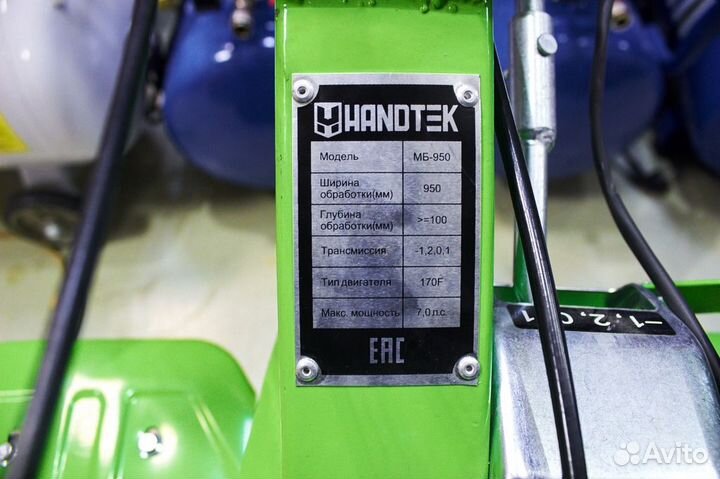 HANDTEK
Модель МБ-950
Ширина обработки(мм) 950
Глубина обработки(мм) >=100
Трансмиссия -1,2,0,1
Тип двигателя 170F
Макс. мощность 7,0 л.с.
EAC
-1,2,0,1
Avito